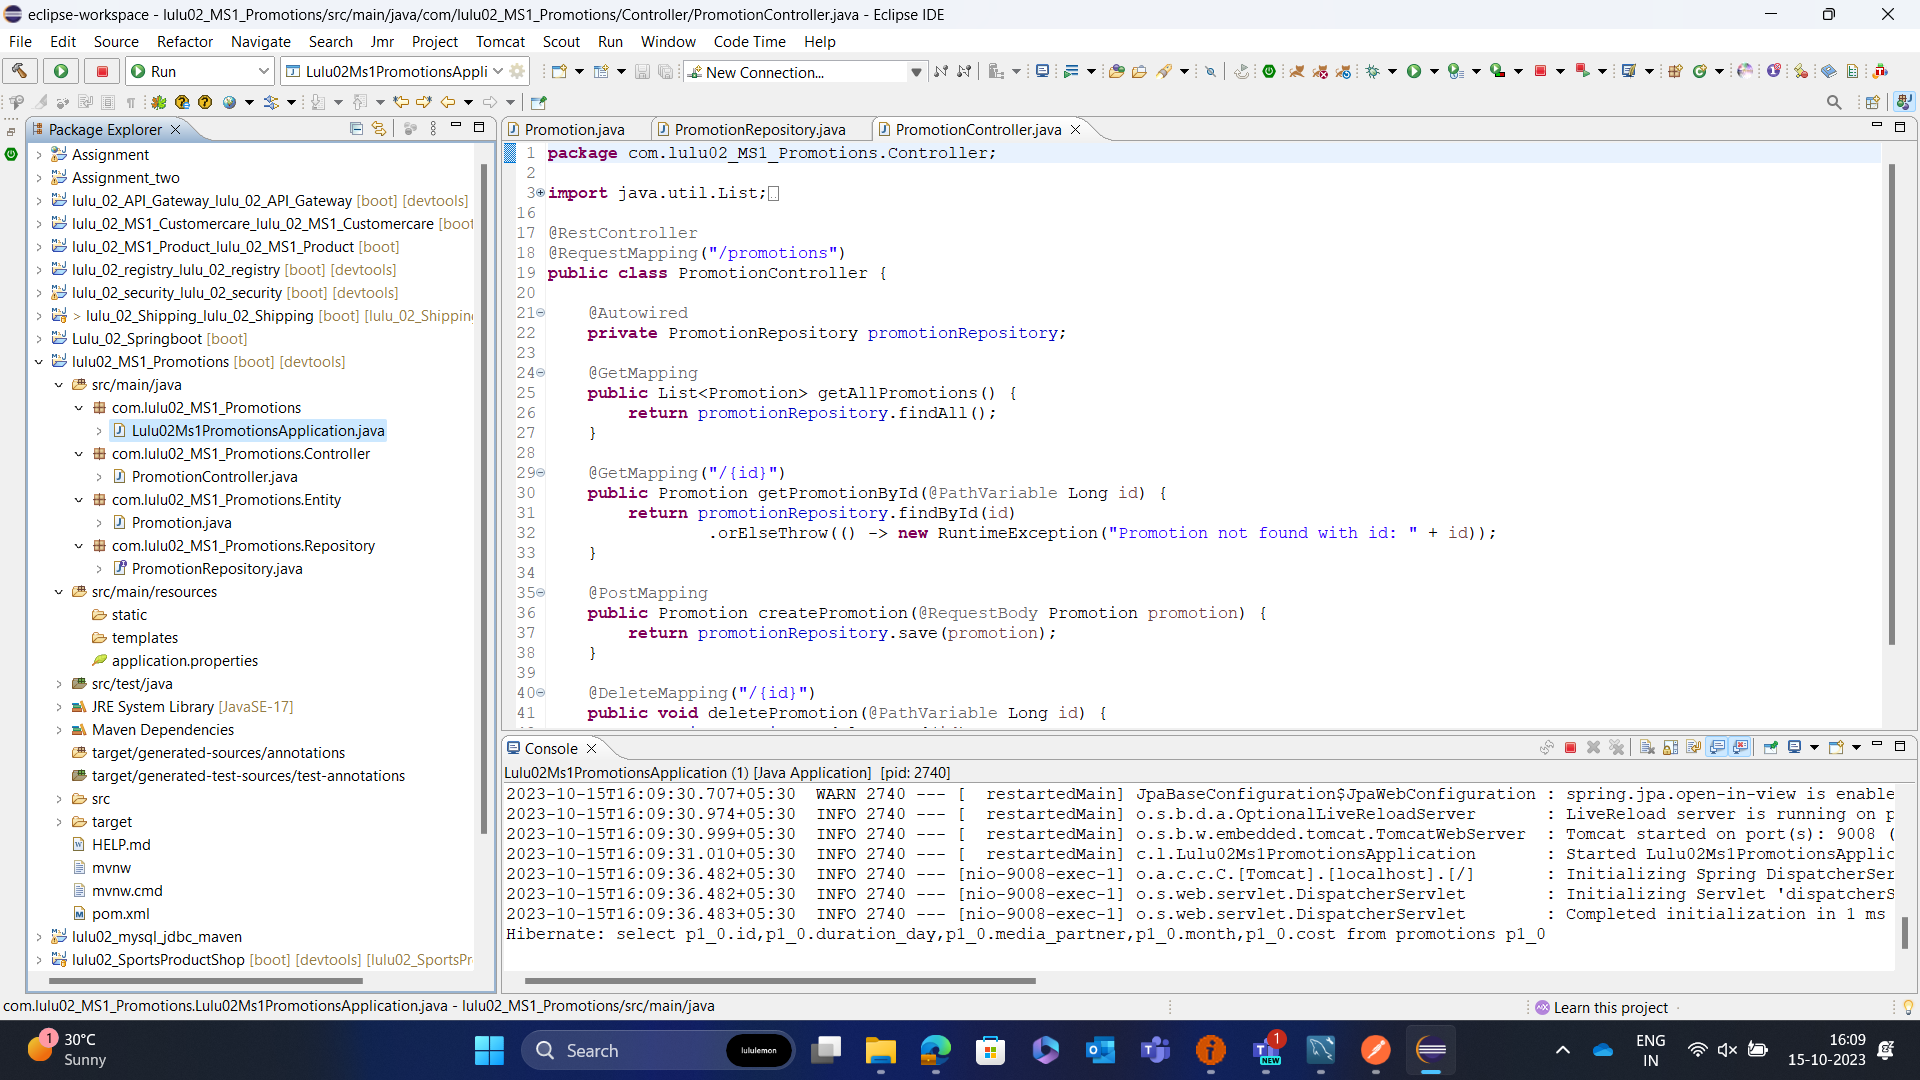 eclipse-workspace - lulu02_MS1_Promotions/src/main/java/com/lulu02_MS1_Promotions/Controller/PromotionController.java - Eclipse IDE
File Edit Source Refactor Navigate Search Jmr Project Tomcat Scout Run Window Code Time Help
Run
Lulu02Ms1PromotionsAppli
New Connection...
Package Explorer
Assignment
Assignment_two
lulu_02_API_Gateway_lulu_02_API_Gateway [boot] [devtools]
lulu_02_MS1_Customercare_lulu_02_MS1_Customercare [boot
lulu_02_MS1_Product_lulu_02_MS1_Product [boot]
lulu_02_registry_lulu_02_registry [boot] [devtools]
lulu_02_security_lulu_02_security [boot] [devtools]
> lulu_02_Shipping_lulu_02_Shipping [boot] [lulu_02_Shipping
Lulu_02_Springboot [boot]
lulu02_MS1_Promotions [boot] [devtools]
src/main/java
com.lulu02_MS1_Promotions
Lulu02Ms1PromotionsApplication.java
com.lulu02_MS1_Promotions.Controller
PromotionController.java
com.lulu02_MS1_Promotions.Entity
Promotion.java
com.lulu02_MS1_Promotions.Repository
PromotionRepository.java
src/main/resources
static
templates
application.properties
src/test/java
JRE System Library [JavaSE-17]
Maven Dependencies
target/generated-sources/annotations
target/generated-test-sources/test-annotations
src
target
HELP.md
mvnw
mvnw.cmd
pom.xml
lulu02_mysql_jdbc_maven
lulu02_SportsProductShop [boot] [devtools] [lulu02_SportsPr
Promotion.java PromotionRepository.java PromotionController.java
1 package com.lulu02_MS1_Promotions.Controller;
2
3 import java.util.List;
16
17 @RestController
18 @RequestMapping("/promotions")
19 public class PromotionController {
20
21 @Autowired
22 private PromotionRepository promotionRepository;
23
24 @GetMapping
25 public List<Promotion> getAllPromotions() {
26 return promotionRepository.findAll();
27 }
28
29 @GetMapping("/{id}")
30 public Promotion getPromotionById(@PathVariable Long id) {
31 return promotionRepository.findById(id)
32 .orElseThrow(() -> new RuntimeException("Promotion not found with id: " + id));
33 }
34
35 @PostMapping
36 public Promotion createPromotion(@RequestBody Promotion promotion) {
37 return promotionRepository.save(promotion);
38 }
39
40 @DeleteMapping("/{id}")
41 public void deletePromotion(@PathVariable Long id) {
Console
Lulu02Ms1PromotionsApplication (1) [Java Application] [pid: 2740]
2023-10-15T16:09:30.707+05:30 WARN 2740 --- [ restartedMain] JpaBaseConfiguration$JpaWebConfiguration : spring.jpa.open-in-view is enable
2023-10-15T16:09:30.974+05:30 INFO 2740 --- [ restartedMain] o.s.b.d.a.OptionalLiveReloadServer : LiveReload server is running on p
2023-10-15T16:09:30.999+05:30 INFO 2740 --- [ restartedMain] o.s.b.w.embedded.tomcat.TomcatWebServer : Tomcat started on port(s): 9008 (
2023-10-15T16:09:31.010+05:30 INFO 2740 --- [ restartedMain] c.l.Lulu02Ms1PromotionsApplication : Started Lulu02Ms1PromotionsApplic
2023-10-15T16:09:36.482+05:30 INFO 2740 --- [nio-9008-exec-1] o.a.c.c.C.[Tomcat].[localhost].[/] : Initializing Spring DispatcherSer
2023-10-15T16:09:36.482+05:30 INFO 2740 --- [nio-9008-exec-1] o.s.web.servlet.DispatcherServlet : Initializing Servlet 'dispatcherS
2023-10-15T16:09:36.483+05:30 INFO 2740 --- [nio-9008-exec-1] o.s.web.servlet.DispatcherServlet : Completed initialization in 1 ms
Hibernate: select p1_0.id,p1_0.duration_day,p1_0.media_partner,p1_0.month,p1_0.cost from promotions p1_0
com.lulu02_MS1_Promotions.Lulu02Ms1PromotionsApplication.java - lulu02_MS1_Promotions/src/main/java
Learn this project
1
30°C
Sunny
Search
lululemon
1
NEW
ENG
IN
16:09
15-10-2023